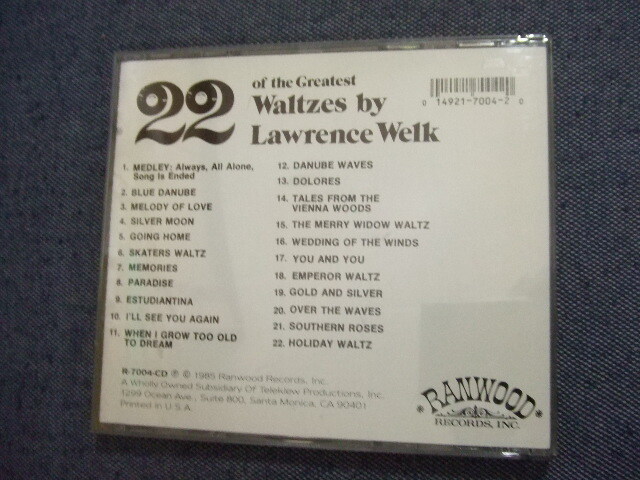 22
of the Greatest
Waltzes by
Lawrence Welk
0 14921-7004-2 0
1. MEDLEY: Always, All Alone,
Song is Ended
2. BLUE DANUBE
3. MELODY OF LOVE
4. SILVER MOON
5. GOING HOME
6. SKATERS WALTZ
7. MEMORIES
8. PARADISE
9. ESTUDIANTINA
10. I'LL SEE YOU AGAIN
11. WHEN I GROW TOO OLD
TO DREAM
12. DANUBE WAVES
13. DOLORES
14. TALES FROM THE
VIENNA WOODS
15. THE MERRY WIDOW WALTZ
16. WEDDING OF THE WINDS
17. YOU AND YOU
18. EMPEROR WALTZ
19. GOLD AND SILVER
20. OVER THE WAVES
21. SOUTHERN ROSES
22. HOLIDAY WALTZ
R-7004-CD ℗ © 1985 Ranwood Records, Inc.
A Wholly Owned Subsidiary Of Teleklew Productions, Inc.
1299 Ocean Ave., Suite 800, Santa Monica, CA 90401
Printed in U.S.A.
RANWOOD
RECORDS, INC.